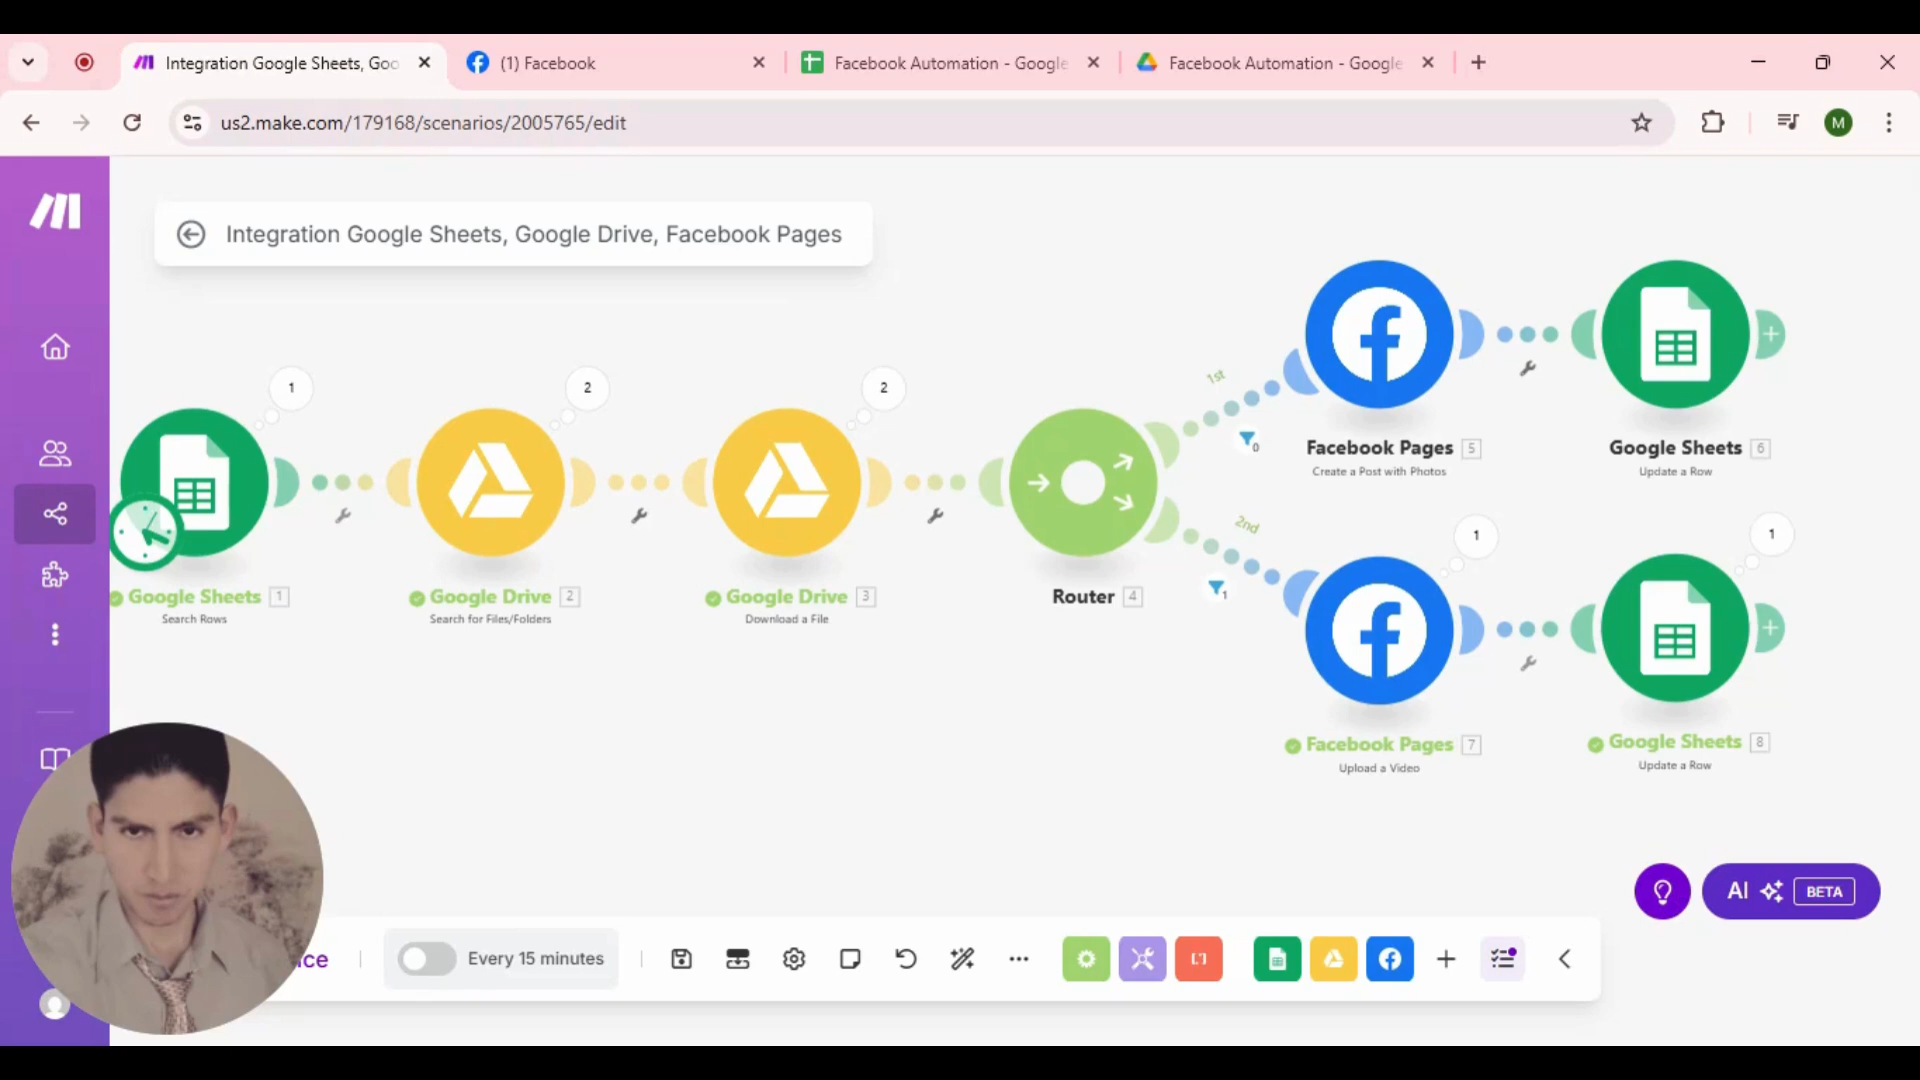 Integration Google Sheets, Goo
(1) Facebook
Facebook Automation - Google
Facebook Automation - Google
us2.make.com/179168/scenarios/2005765/edit
M
Integration Google Sheets, Google Drive, Facebook Pages
1
2
2
1st
0
Facebook Pages 5
Create a Post with Photos
Google Sheets 6
Update a Row
2nd
1
1
1
Google Sheets 1
Search Rows
Google Drive 2
Search for Files/Folders
Google Drive 3
Download a File
Router 4
Facebook Pages 7
Upload a Video
Google Sheets 8
Update a Row
AI BETA
nce
Every 15 minutes